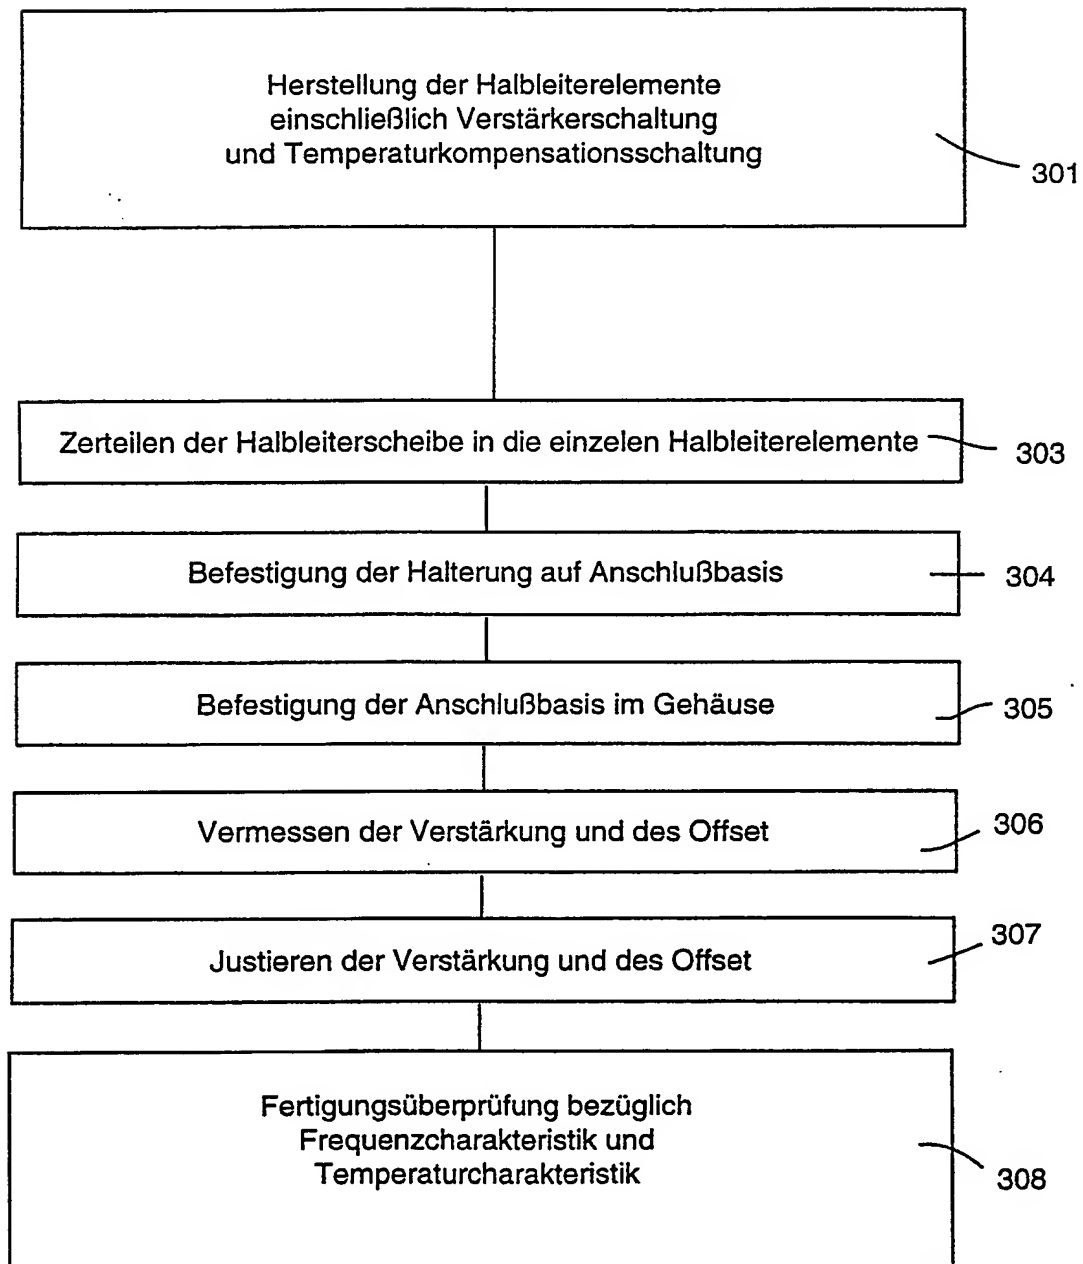 Herstellung der Halbleiterelemente
einschließlich Verstärkerschaltung
und Temperaturkompensationsschaltung
301
Zerteilen der Halbleiterscheibe in die einzelen Halbleiterelemente
303
Befestigung der Halterung auf Anschlußbasis
304
Befestigung der Anschlußbasis im Gehäuse
305
Vermessen der Verstärkung und des Offset
306
Justieren der Verstärkung und des Offset
307
Fertigungsüberprüfung bezüglich
Frequenzcharakteristik und
Temperaturcharakteristik
308